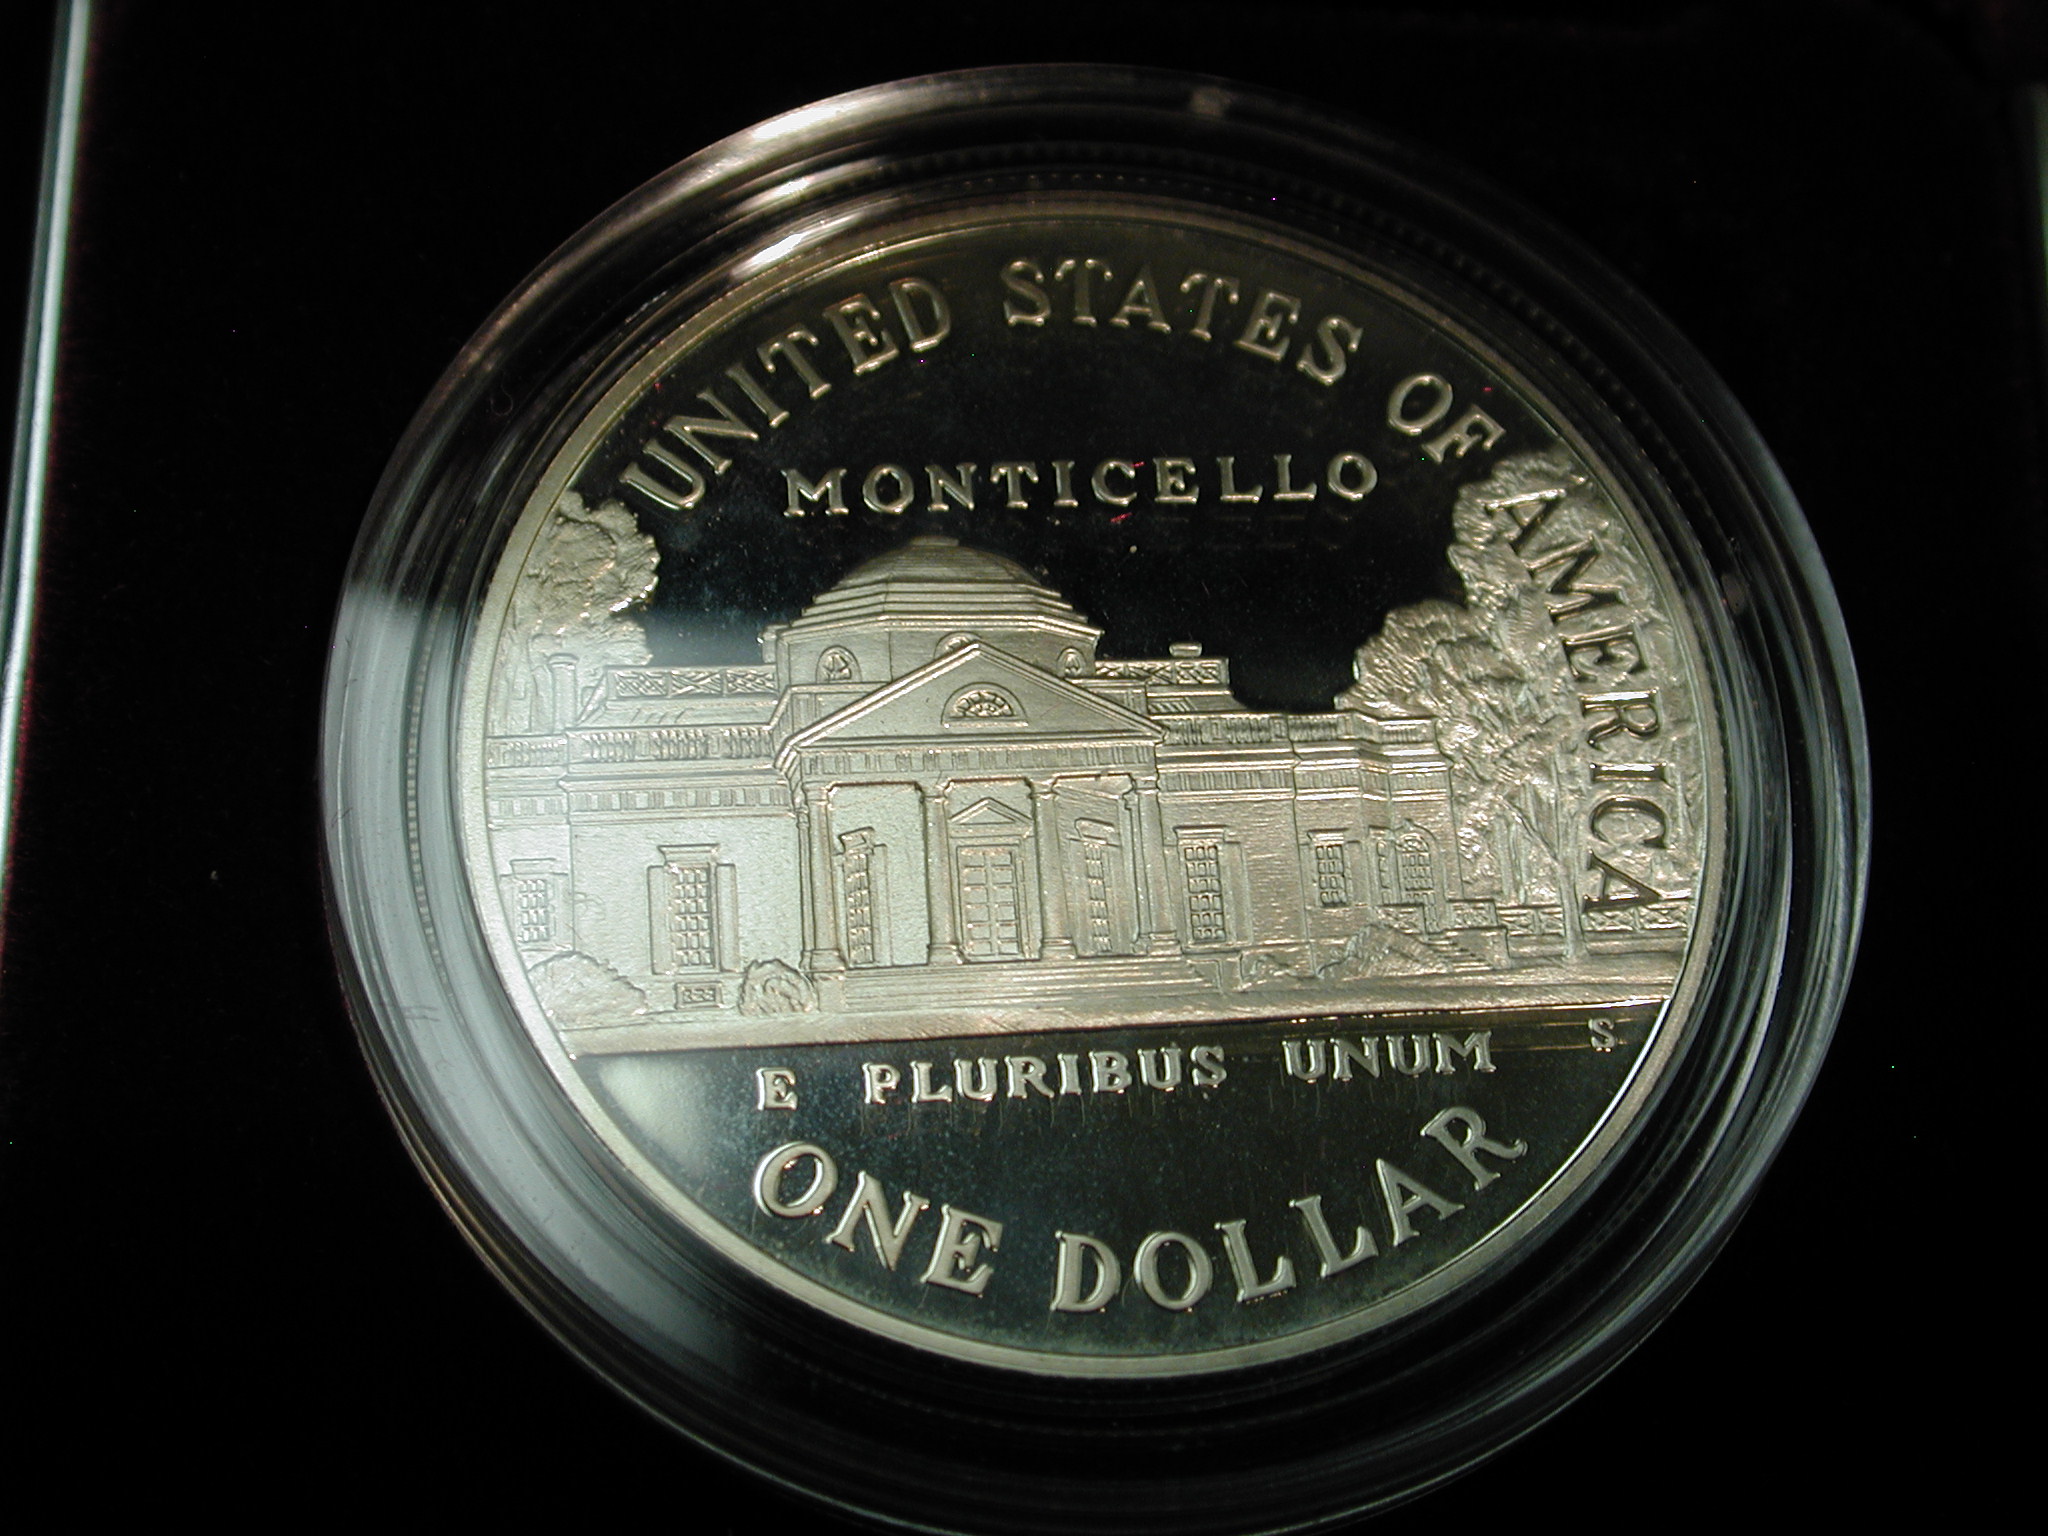 UNITED STATES OF AMERICA
MONTICELLO
E PLURIBUS UNUM
S
ONE DOLLAR